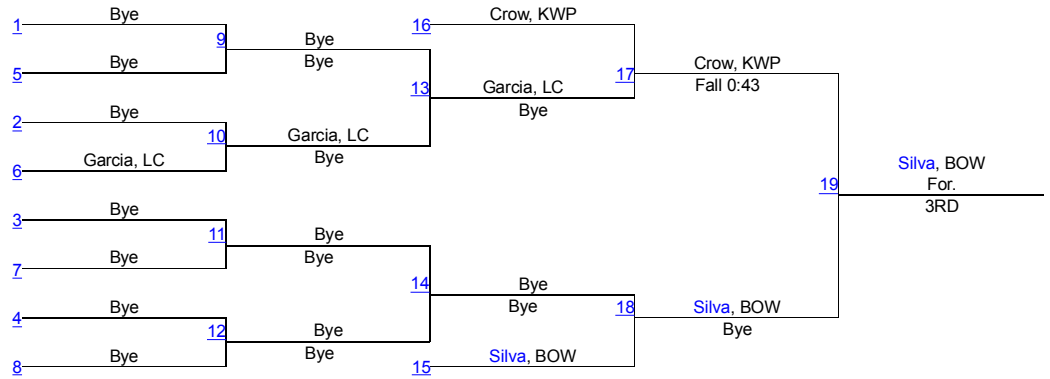 Bye
1
9
Bye
Bye
Bye
5
13
Bye
2
10
Garcia, LC
Bye
Garcia, LC
6
16
Crow, KWP
17
Garcia, LC
Bye
Crow, KWP
Fall 0:43
Bye
3
11
Bye
Bye
Bye
7
14
Bye
4
12
Bye
Bye
Bye
8
Bye
Bye
18
15
Silva, BOW
Silva, BOW
Bye
19
Silva, BOW
For.
3RD